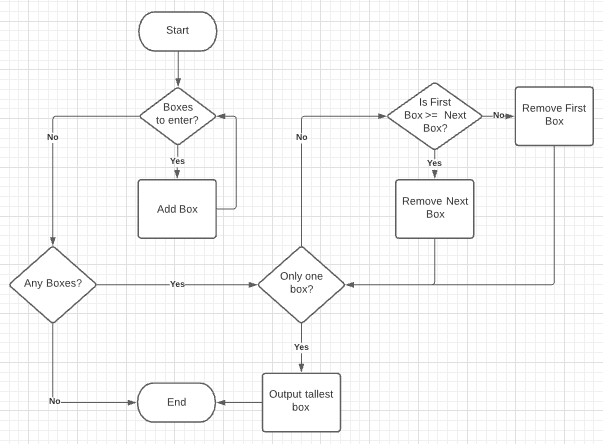 Start
Boxes
to enter?
No
Yes
Add Box
Any Boxes?
Yes
No
End
Only one
box?
No
Yes
Output tallest
box
Is First
Box >= Next
Box?
No
Yes
Remove First
Box
Remove Next
Box